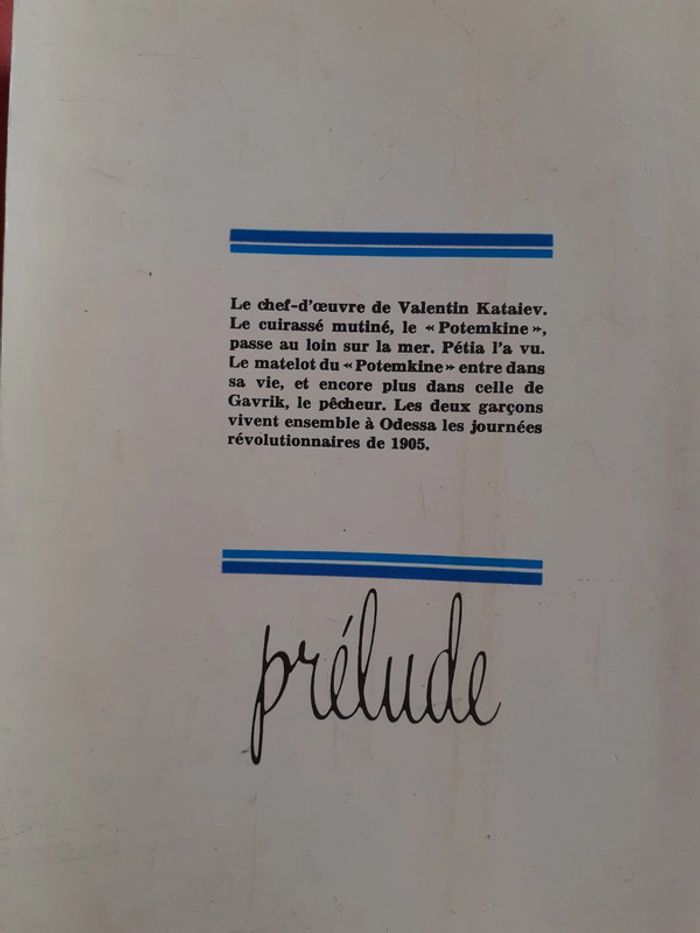 Le chef-d'œuvre de Valentin Kataiev.
Le cuirassé mutiné, le « Potemkine »,
passe au loin sur la mer. Pétia l'a vu.
Le matelot du « Potemkine » entre dans
sa vie, et encore plus dans celle de
Gavrik, le pêcheur. Les deux garçons
vivent ensemble à Odessa les journées
révolutionnaires de 1905.
prélude